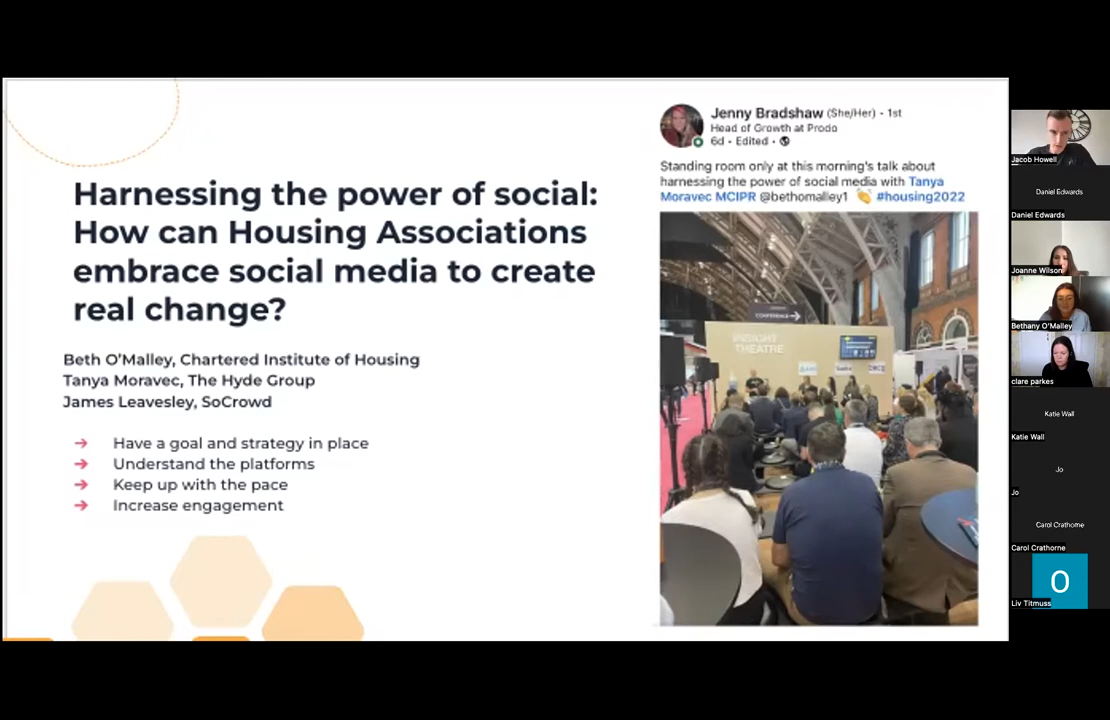 Harnessing the power of social:
How can Housing Associations
embrace social media to create
real change?
Beth O’Malley, Chartered Institute of Housing
Tanya Moravec, The Hyde Group
James Leavesley, SoCrowd
→ Have a goal and strategy in place
→ Understand the platforms
→ Keep up with the pace
→ Increase engagement
Jenny Bradshaw (She/Her) • 1st
Head of Growth at Prodo
6d • Edited •
Standing room only at this morning's talk about
harnessing the power of social media with Tanya
Moravec MCIPR @bethomalley1 👏 #housing2022
CONFERENCE →
INSIGHT
THEATRE
Jacob Howell
Daniel Edwards
Daniel Edwards
Joanne Wilson
Bethany O'Malley
clare parkes
Katie Wall
Katie Wall
Jo
Jo
Carol Crathorne
Carol Crathorne
O
Liv Titmuss